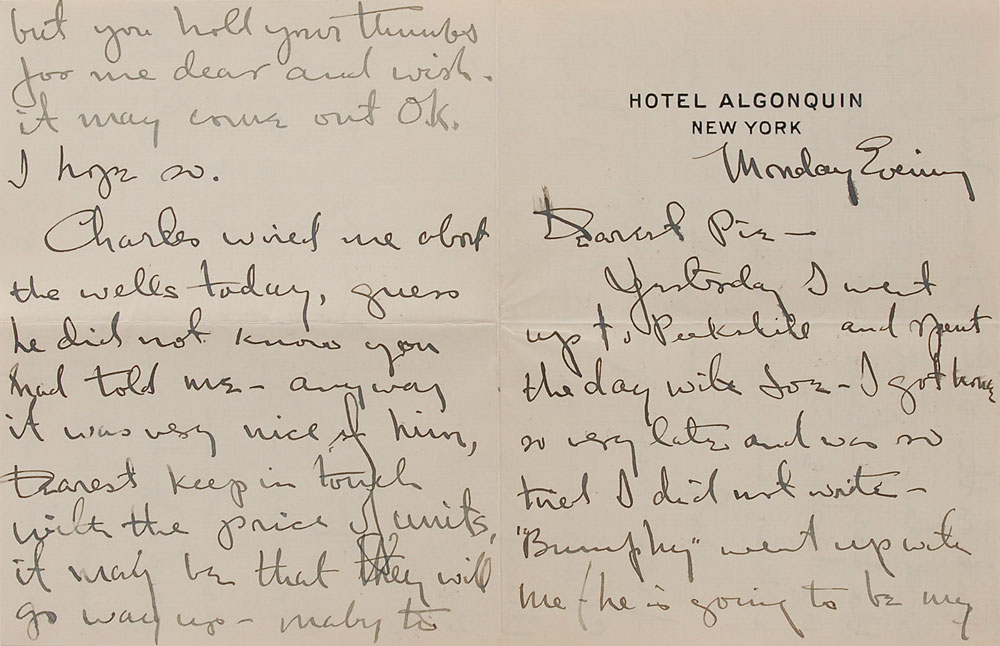 HOTEL ALGONQUIN
NEW YORK
Monday Evening
Dearest Pie —
Yesterday I went
up to Peekskill and spent
the day with Joe — I got home
so very late and was so
tired I did not write —
"Bumphy" went up with
me (he is going to be my
but you hold your thumbs
for me dear and wish.
it may come out OK.
I hope so.
Charles wired me about
the wells today, guess
he did not know you
had told me — anyway
it was very nice of him,
Dearest keep in touch
with the price of units,
it may be that they will
go way up — maby to